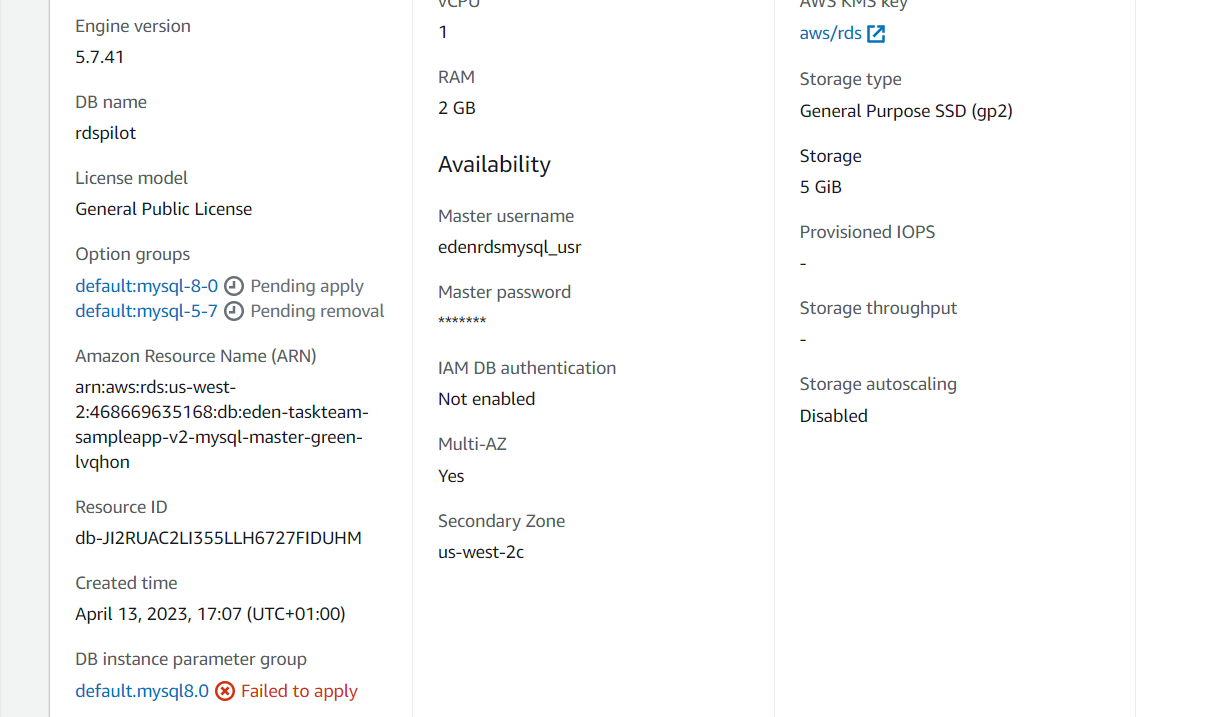 Engine version
5.7.41
DB name
rdspilot
License model
General Public License
Option groups
default:mysql-8-0 Pending apply
default:mysql-5-7 Pending removal
Amazon Resource Name (ARN)
arn:aws:rds:us-west-
2:468669635168:db:eden-taskteam-
sampleapp-v2-mysql-master-green-
lvqhon
Resource ID
db-JI2RUAC2LI355LLH6727FIDUHM
Created time
April 13, 2023, 17:07 (UTC+01:00)
DB instance parameter group
default.mysql8.0 Failed to apply
vCPU
1
RAM
2 GB
Availability
Master username
edenrdsmysql_usr
Master password
*******
IAM DB authentication
Not enabled
Multi-AZ
Yes
Secondary Zone
us-west-2c
AWS KMS key
aws/rds
Storage type
General Purpose SSD (gp2)
Storage
5 GiB
Provisioned IOPS
-
Storage throughput
-
Storage autoscaling
Disabled